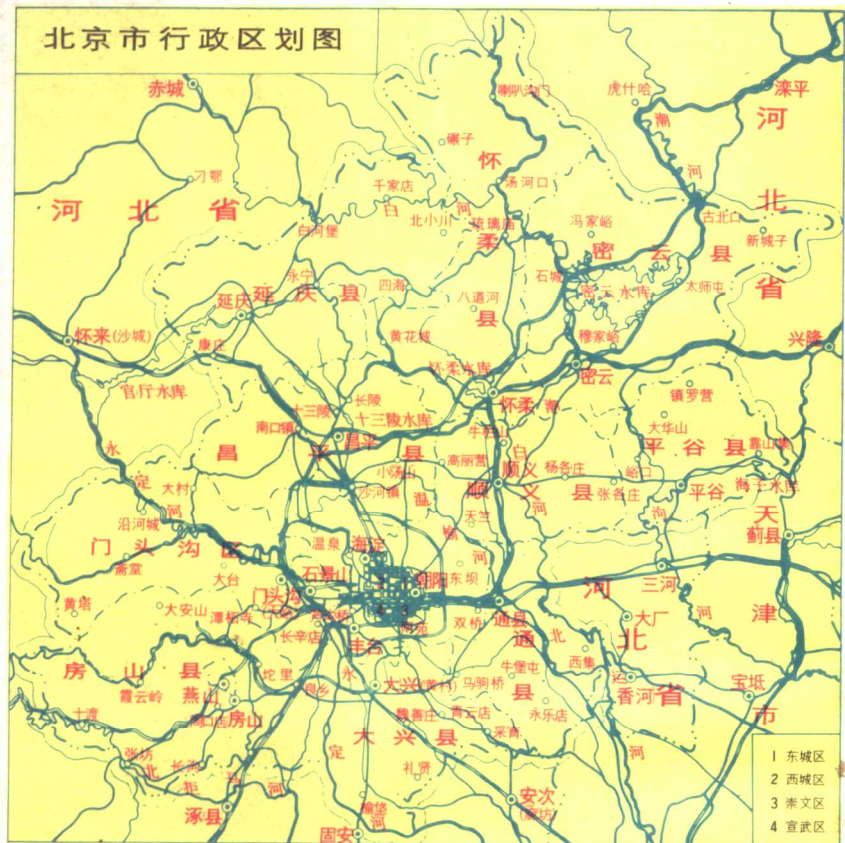 北京市行政区划图
赤城
喇叭沟门
虎什哈
滦平
潮
河
碾子
怀
刁鄂
千家店
汤河口
河北省
白河
北小川
琉璃庙
冯家峪
古北口
北
白河堡
柔
密云县
新城子
永宁
四海
石城
密云水库
太师屯
省
延庆
延庆县
八道河
县
怀来(沙城)
康庄
黄花城
穆家峪
兴隆
怀柔水库
密云
官厅水库
长陵
怀柔
潮
镇罗营
十三陵
十三陵水库
大华山
南口镇
昌平
牛栏山
白
昌平县
平谷县
靠山集
永
小汤山
高丽营
顺义
杨各庄
峪口
定
大村
沙河镇
温
顺义县
张各庄
平谷
海子水库
河
沿河城
天竺
河
泃
天
门头沟区
温泉
海淀
榆
蓟县
斋堂
大台
石景山
朝阳
东坝
河
河
三河
黄塔
大安山
门头沟
潭柘寺
1
2
3
4
双桥
通县
大厂
河
津
长辛店
丰台
南苑
通
北
北
房山县
坨里
永
牛堡屯
西集
霞云岭
燕山
良乡
大兴(黄村)
马驹桥
县
运
香河
省
宝坻
十渡
周口店
房山
魏善庄
青云店
永乐店
市
大兴县
采育
张坊
长沟
定
河
北拒马河
礼贤
涿县
榆垡
河
安次
(廊坊)
固安
1 东城区
2 西城区
3 崇文区
4 宣武区